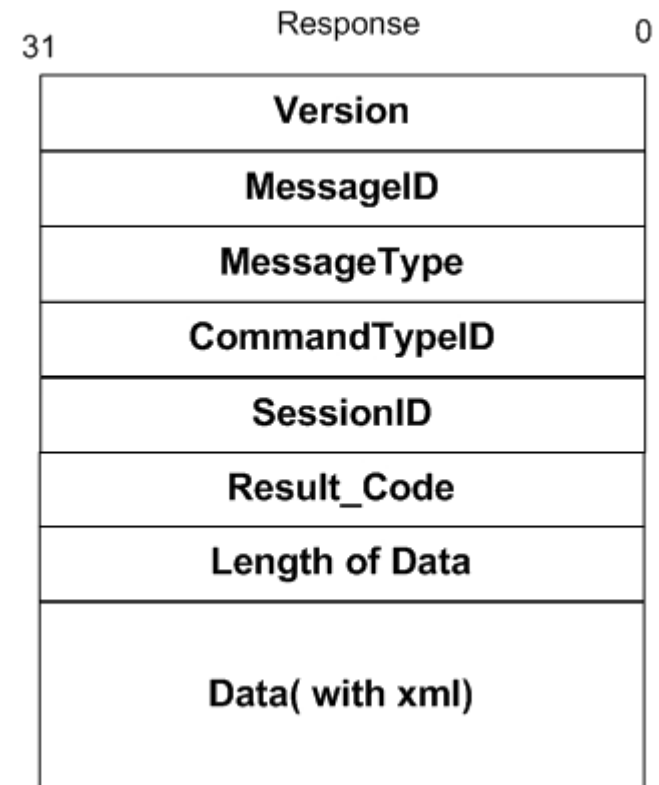 Response
31 0
Version
MessageID
MessageType
CommandTypeID
SessionID
Result_Code
Length of Data
Data( with xml)